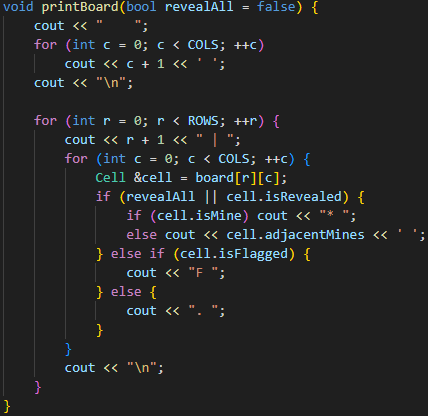 void printBoard(bool revealAll = false) {
    cout << "    ";
    for (int c = 0; c < COLS; ++c)
        cout << c + 1 << ' ';
    cout << "\n";

    for (int r = 0; r < ROWS; ++r) {
        cout << r + 1 << " | ";
        for (int c = 0; c < COLS; ++c) {
            Cell &cell = board[r][c];
            if (revealAll || cell.isRevealed) {
                if (cell.isMine) cout << "* ";
                else cout << cell.adjacentMines << ' ';
            } else if (cell.isFlagged) {
                cout << "F ";
            } else {
                cout << ". ";
            }
        }
        cout << "\n";
    }
}